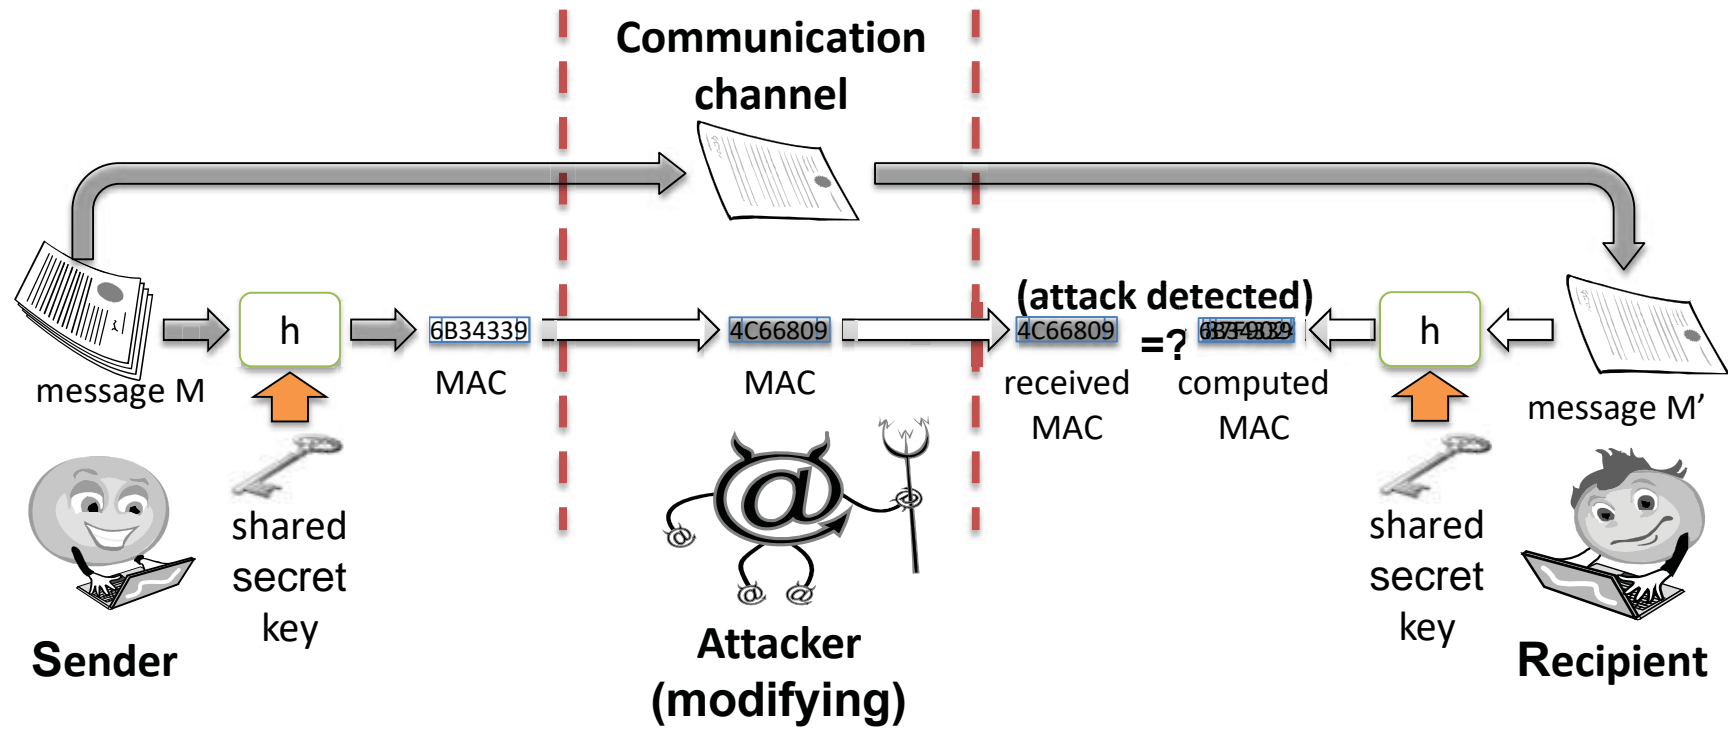 Communication
channel
(attack detected)
h
6B34339
4C66809
4C66809
=?
h
message M
MAC
MAC
received
MAC
computed
MAC
message M’
shared
secret
key
shared
secret
key
Sender
Attacker
(modifying)
Recipient